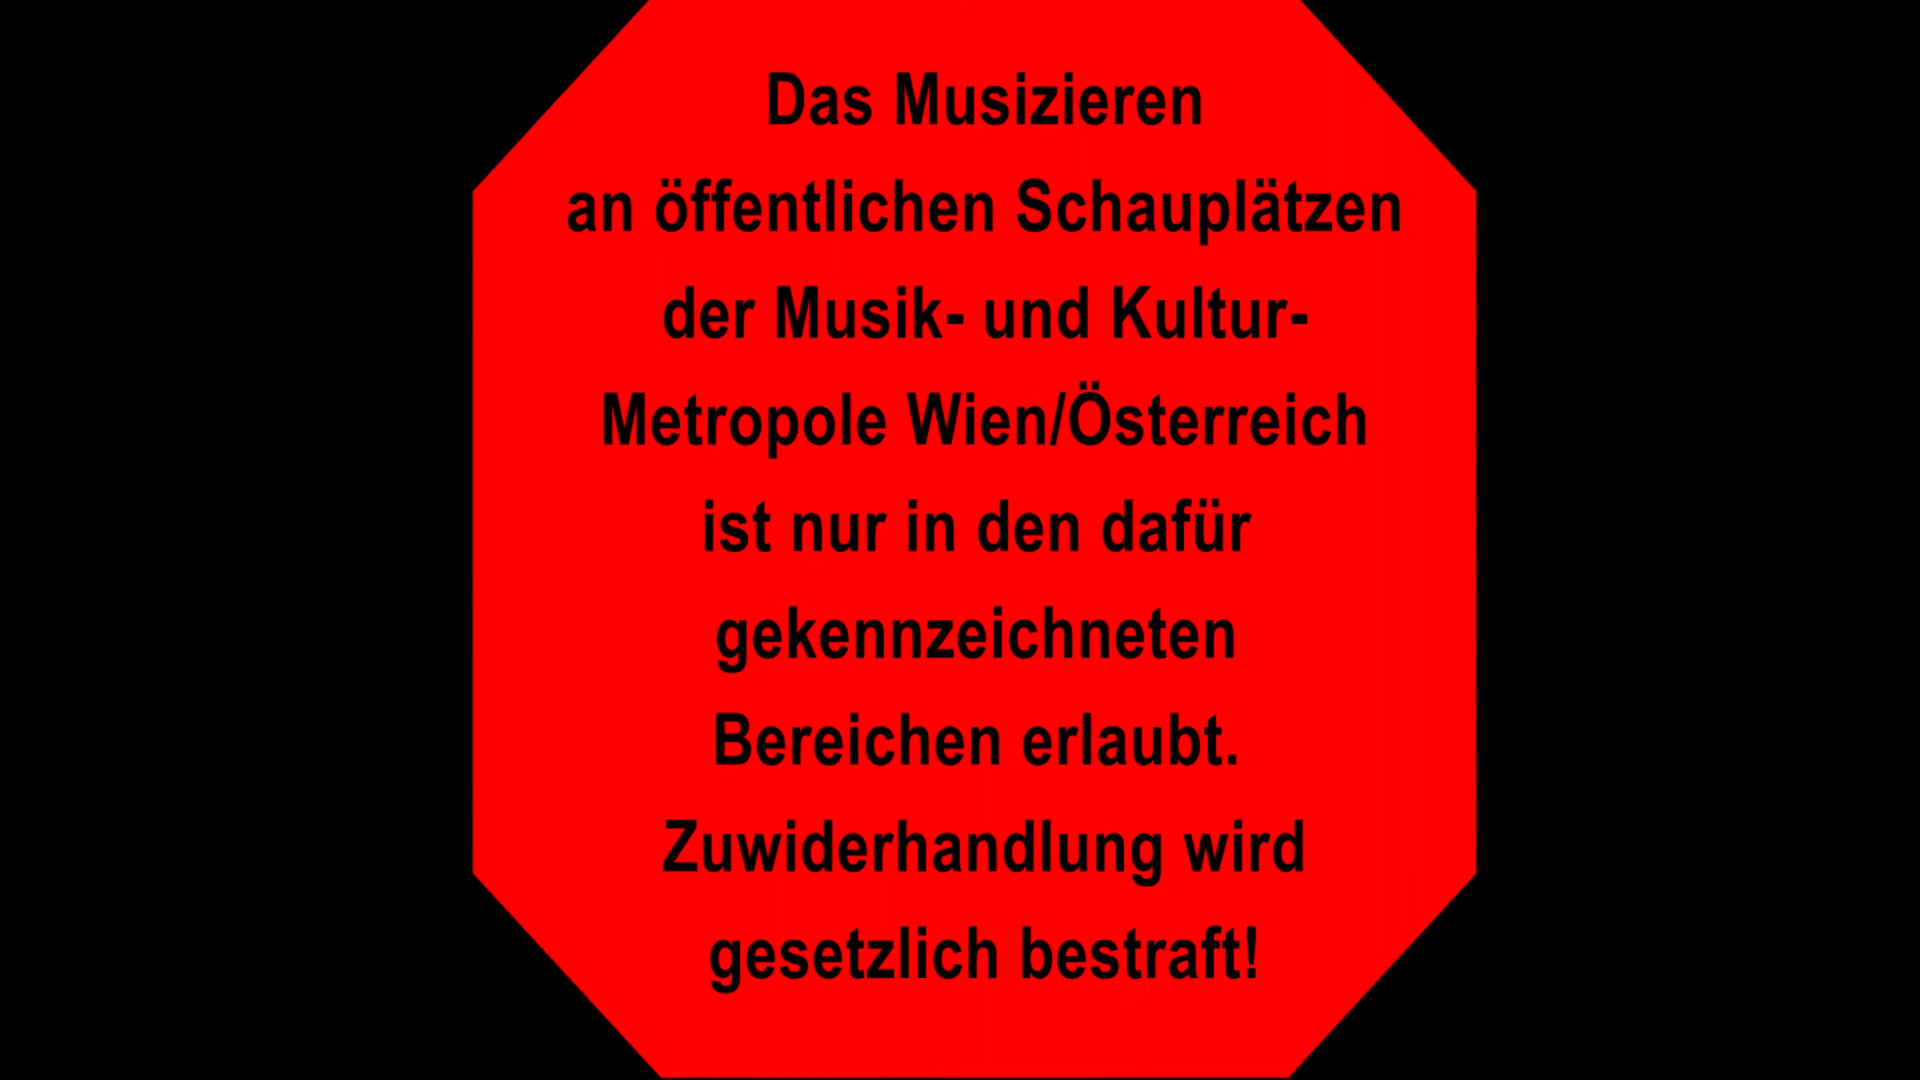 Das Musizieren
an öffentlichen Schauplätzen
der Musik- und Kultur-
Metropole Wien/Österreich
ist nur in den dafür
gekennzeichneten
Bereichen erlaubt.
Zuwiderhandlung wird
gesetzlich bestraft!